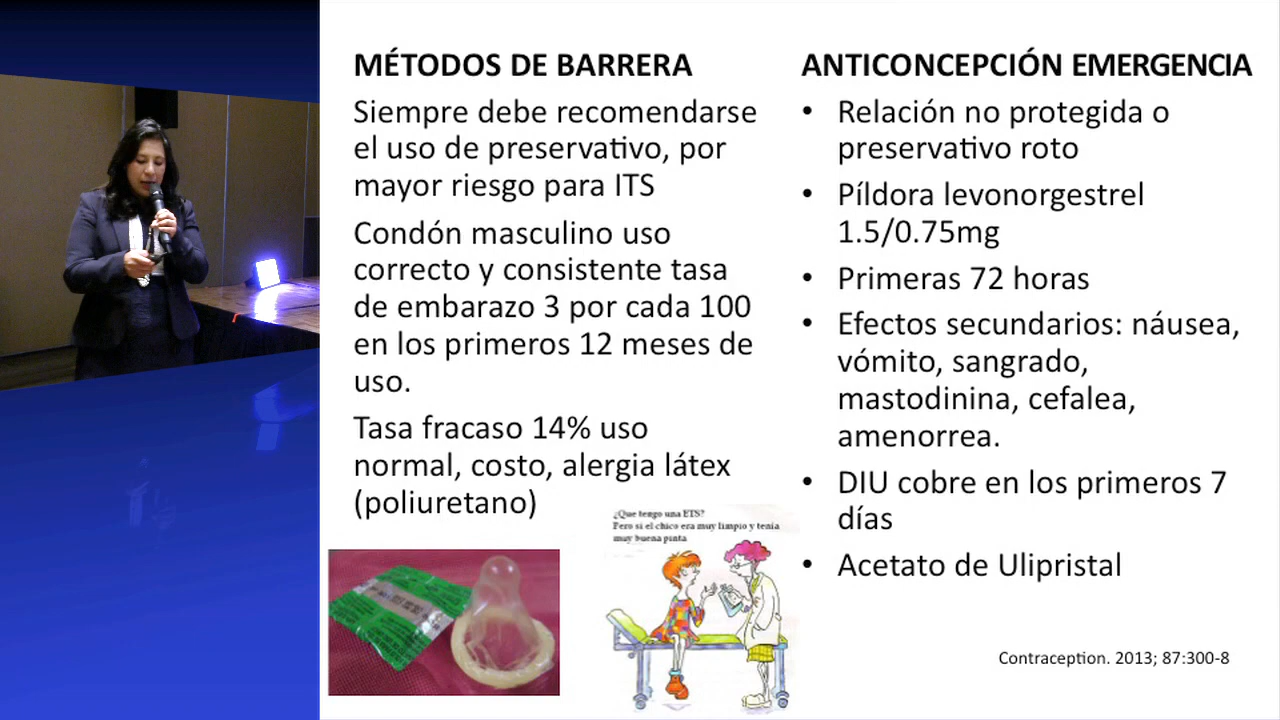 MÉTODOS DE BARRERA
Siempre debe recomendarse
el uso de preservativo, por
mayor riesgo para ITS
Condón masculino uso
correcto y consistente tasa
de embarazo 3 por cada 100
en los primeros 12 meses de
uso.
Tasa fracaso 14% uso
normal, costo, alergia látex
(poliuretano)
¿Que tengo una ETS?
Pero si el chico era muy limpio y tenía
muy buena pinta
ANTICONCEPCIÓN EMERGENCIA
• Relación no protegida o
preservativo roto
• Píldora levonorgestrel
1.5/0.75mg
• Primeras 72 horas
• Efectos secundarios: náusea,
vómito, sangrado,
mastodinina, cefalea,
amenorrea.
• DIU cobre en los primeros 7
días
• Acetato de Ulipristal
Contraception. 2013; 87:300-8